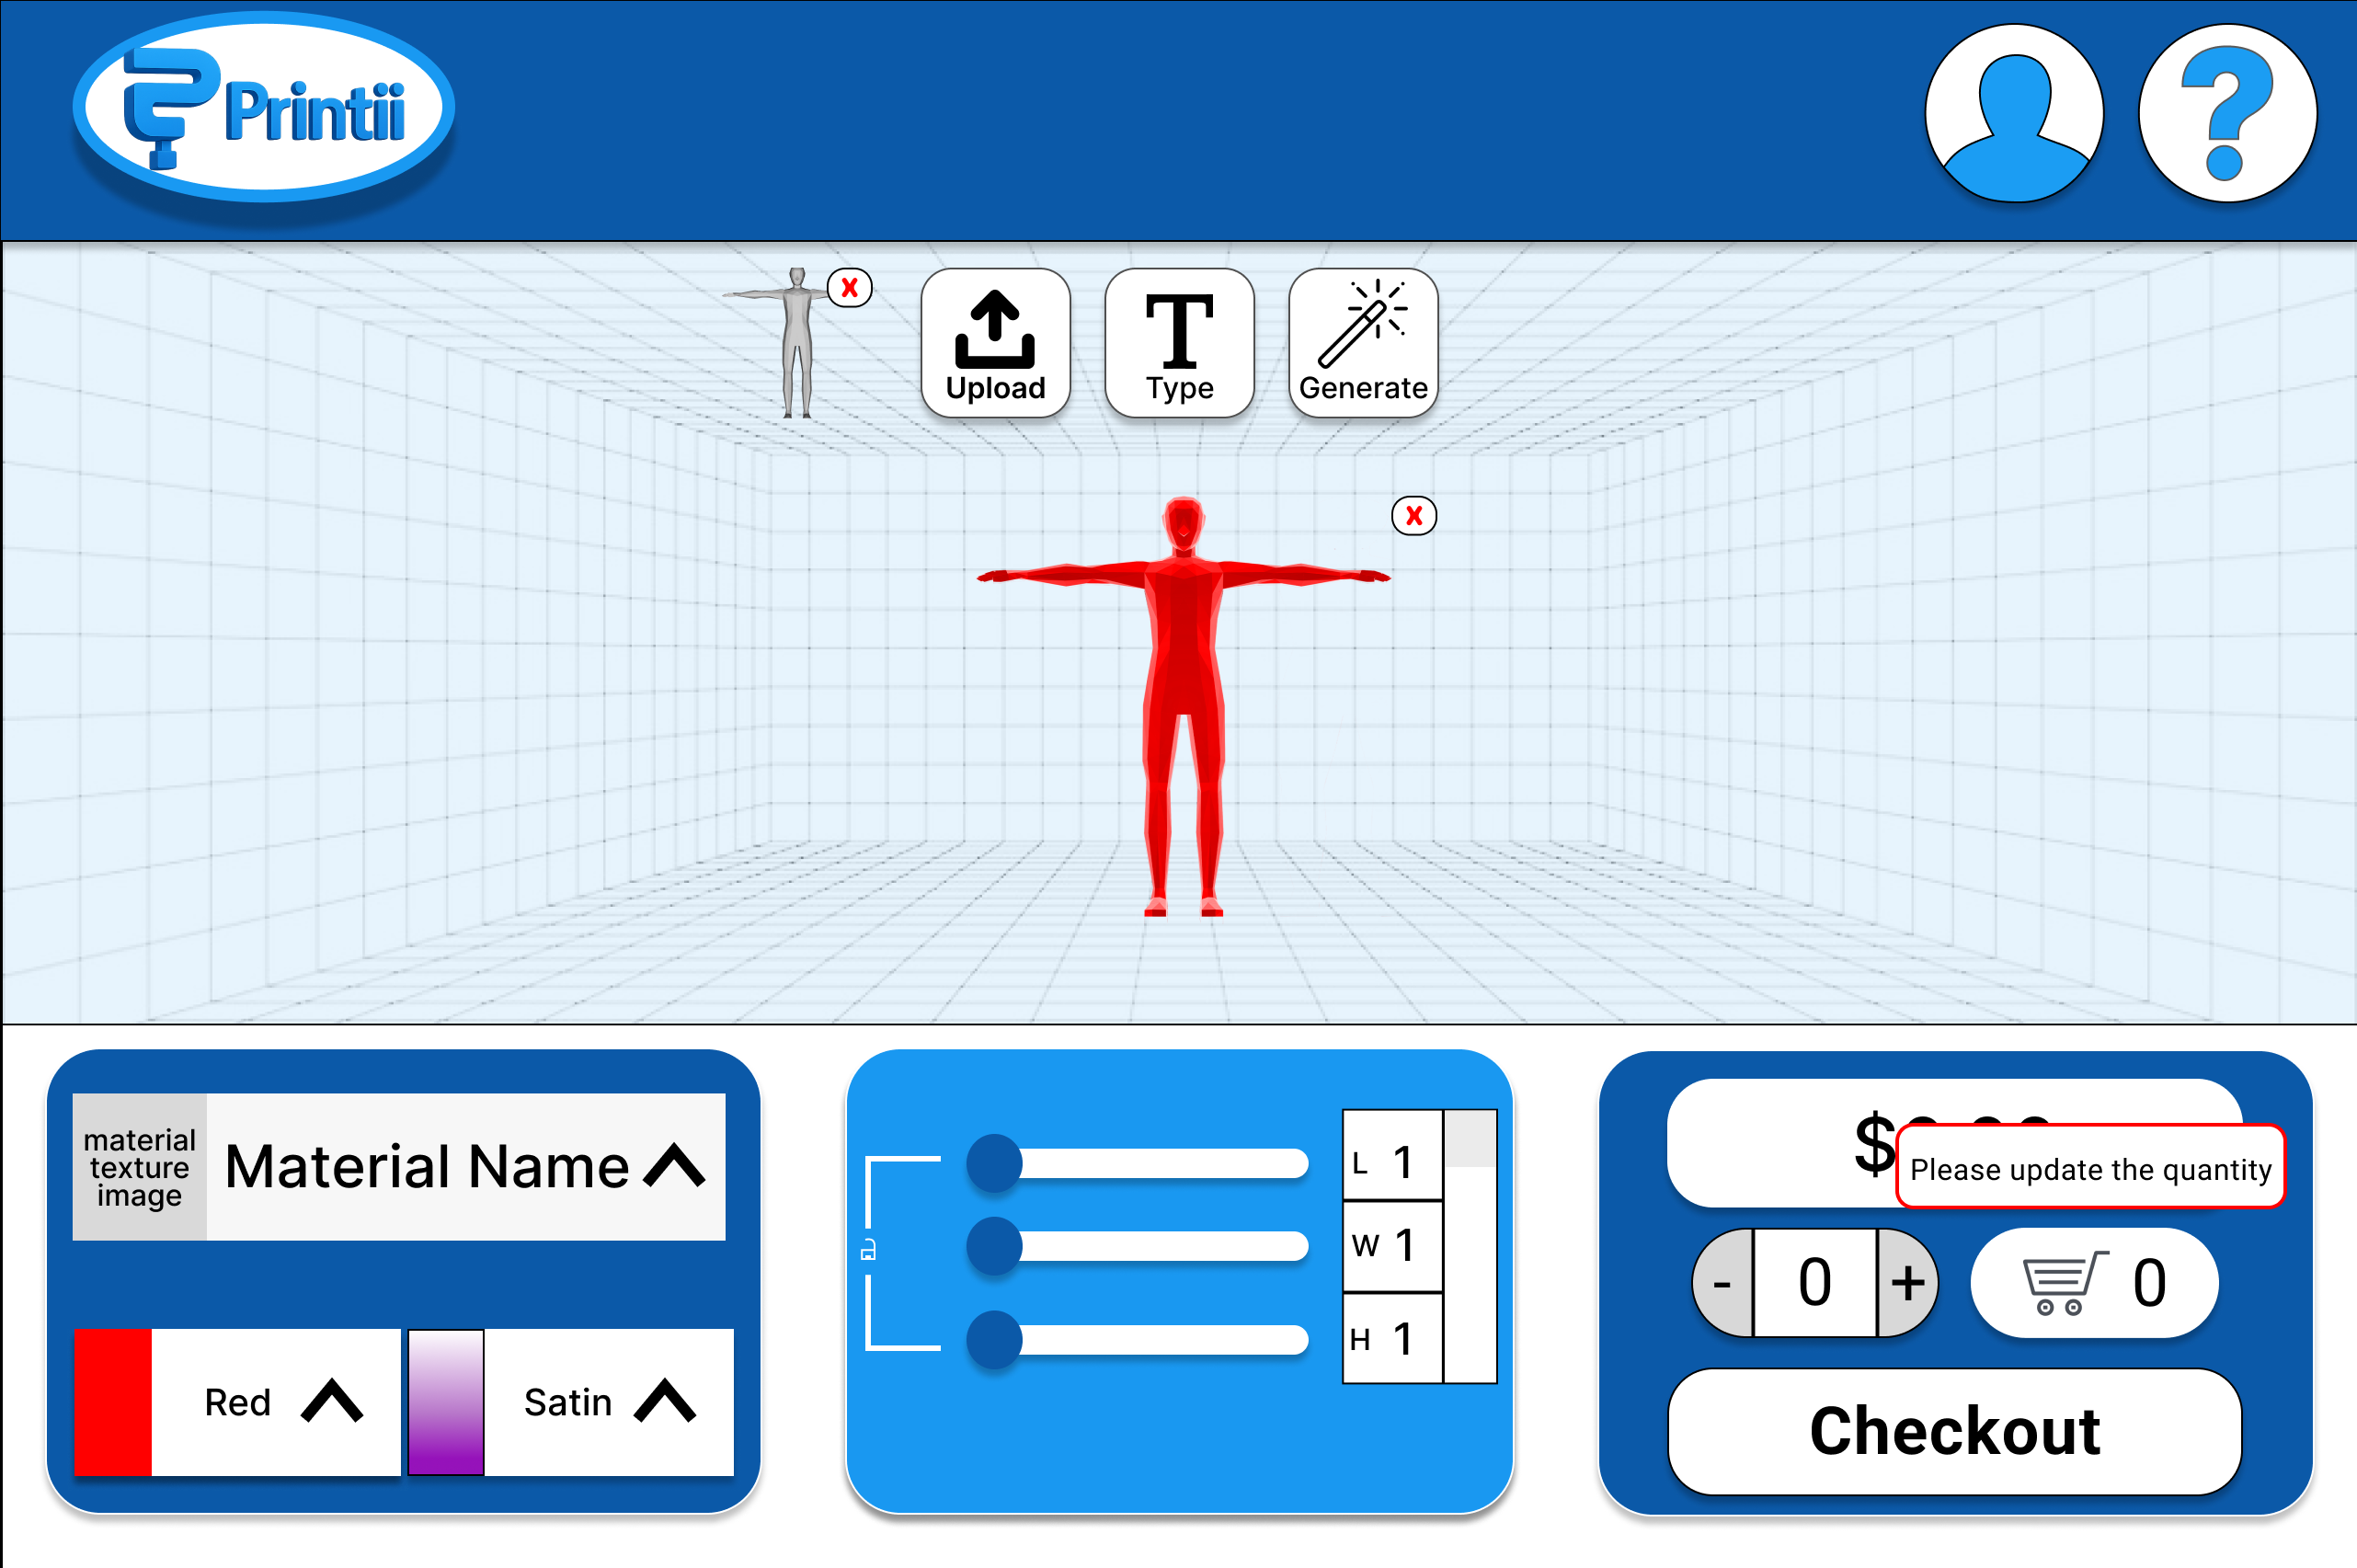 Printii
X
Upload
Type
Generate
X
material
texture
image
Material Name
Red
Satin
L 1
W 1
H 1
$
Please update the quantity
- 0 +
0
Checkout